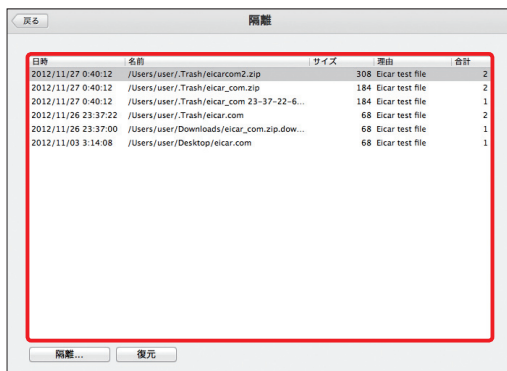 戻る
隔離
日時 名前 サイズ 理由 合計
2012/11/27 0:40:12 /Users/user/.Trash/eicarcom2.zip 308 Eicar test file 2
2012/11/27 0:40:12 /Users/user/.Trash/eicar_com.zip 184 Eicar test file 2
2012/11/27 0:40:12 /Users/user/.Trash/eicar_com 23-37-22-6... 184 Eicar test file 1
2012/11/26 23:37:22 /Users/user/.Trash/eicar.com 68 Eicar test file 2
2012/11/26 23:37:00 /Users/user/Downloads/eicar_com.zip.dow... 68 Eicar test file 1
2012/11/03 3:14:08 /Users/user/Desktop/eicar.com 68 Eicar test file 1
隔離... 復元